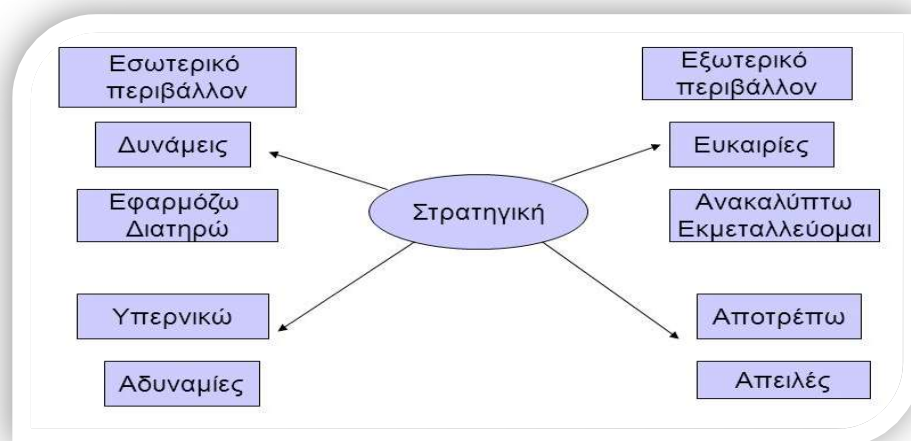 Εσωτερικό
περιβάλλον
Εξωτερικό
περιβάλλον
Δυνάμεις
Ευκαιρίες
Εφαρμόζω
Διατηρώ
Στρατηγική
Ανακαλύπτω
Εκμεταλλεύομαι
Υπερνικώ
Αποτρέπω
Αδυναμίες
Απειλές